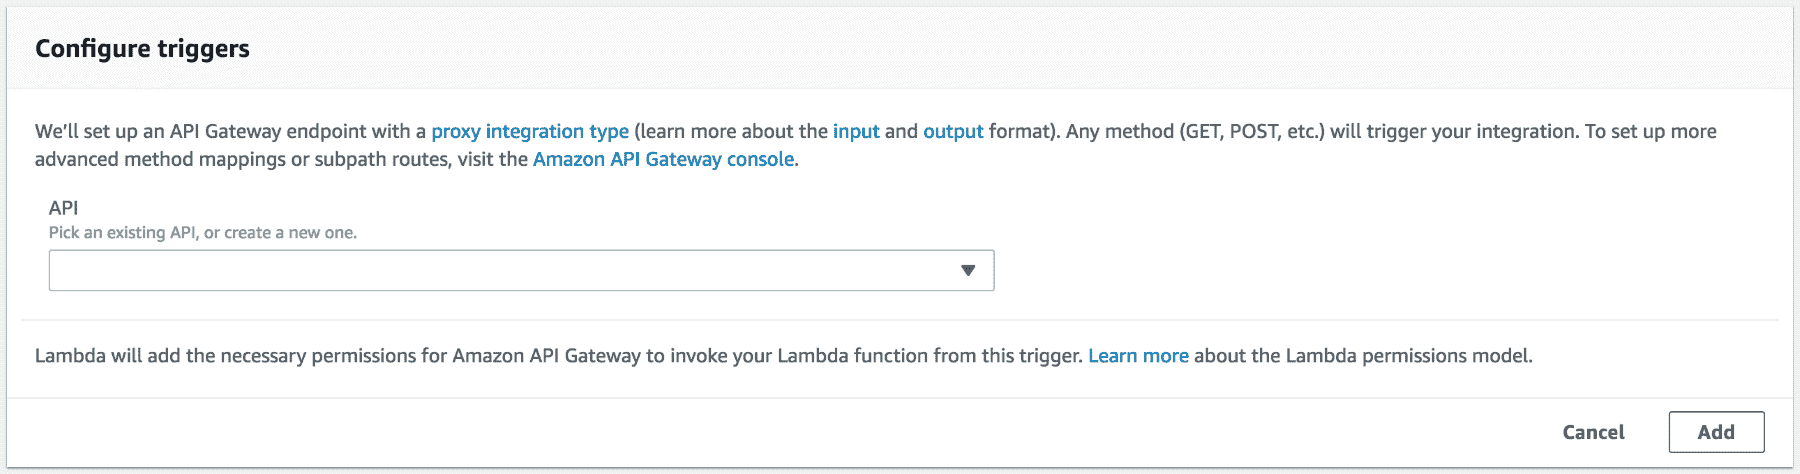 Configure triggers
We'll set up an API Gateway endpoint with a proxy integration type (learn more about the input and output format). Any method (GET, POST, etc.) will trigger your integration. To set up more
advanced method mappings or subpath routes, visit the Amazon API Gateway console.
API
Pick an existing API, or create a new one.
Lambda will add the necessary permissions for Amazon API Gateway to invoke your Lambda function from this trigger. Learn more about the Lambda permissions model.
Cancel Add